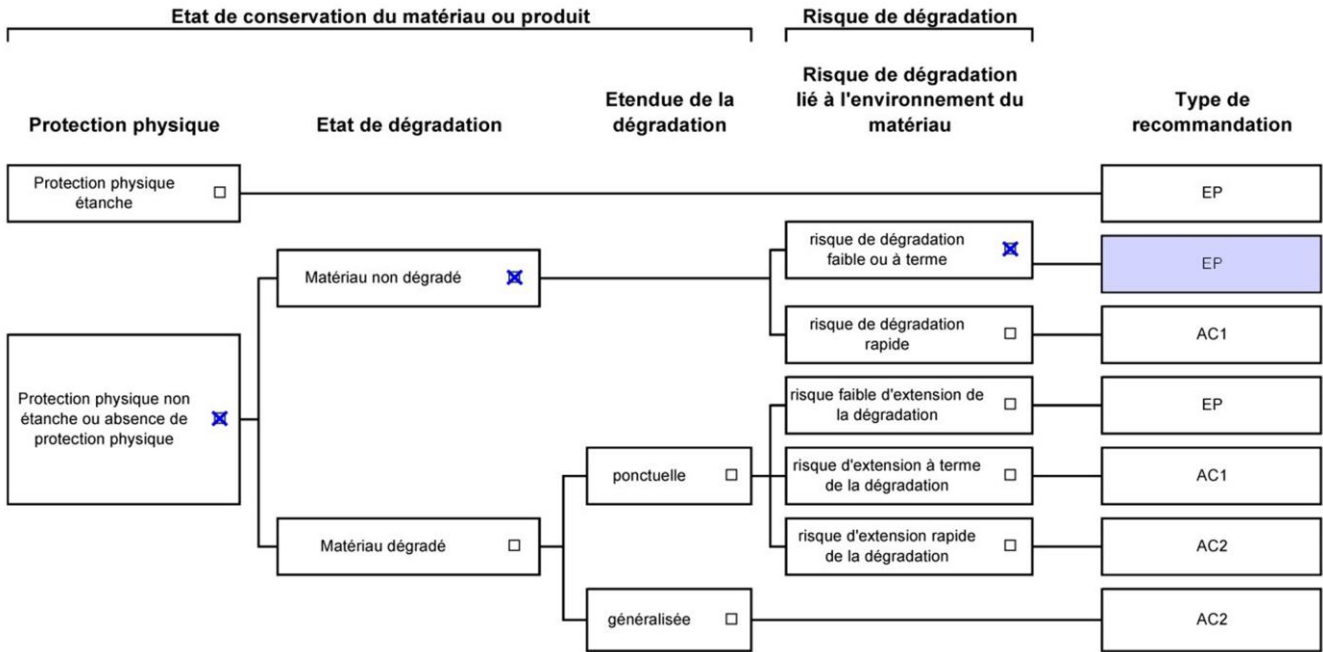 Etat de conservation du matériau ou produit
Risque de dégradation
Protection physique
Etat de dégradation
Etendue de la
dégradation
Risque de dégradation
lié à l'environnement du
matériau
Type de
recommandation
Protection physique
étanche
EP
Matériau non dégradé
risque de dégradation
faible ou à terme
EP
risque de dégradation
rapide
AC1
Protection physique non
étanche ou absence de
protection physique
risque faible d'extension de
la dégradation
EP
ponctuelle
risque d'extension à terme
de la dégradation
AC1
Matériau dégradé
risque d'extension rapide
de la dégradation
AC2
généralisée
AC2